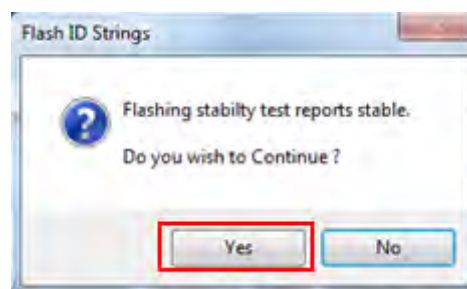 Flash ID Strings
Flashing stabilty test reports stable.
Do you wish to Continue ?
Yes
No